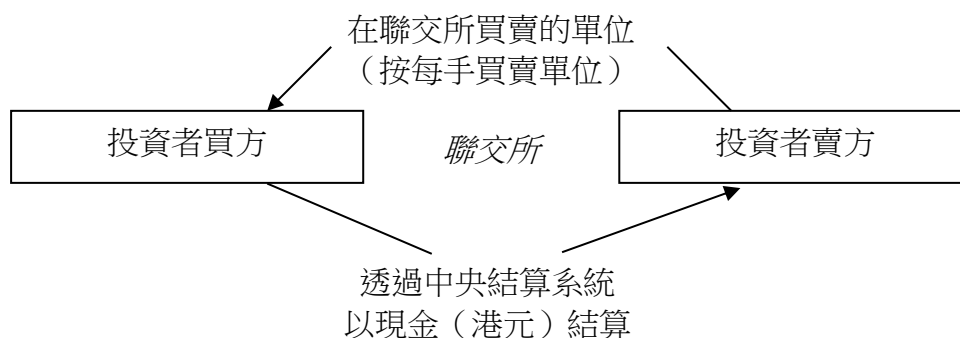 在聯交所買賣的單位
（按每手買賣單位）
投資者買方
聯交所
投資者賣方
透過中央結算系統
以現金（港元）結算